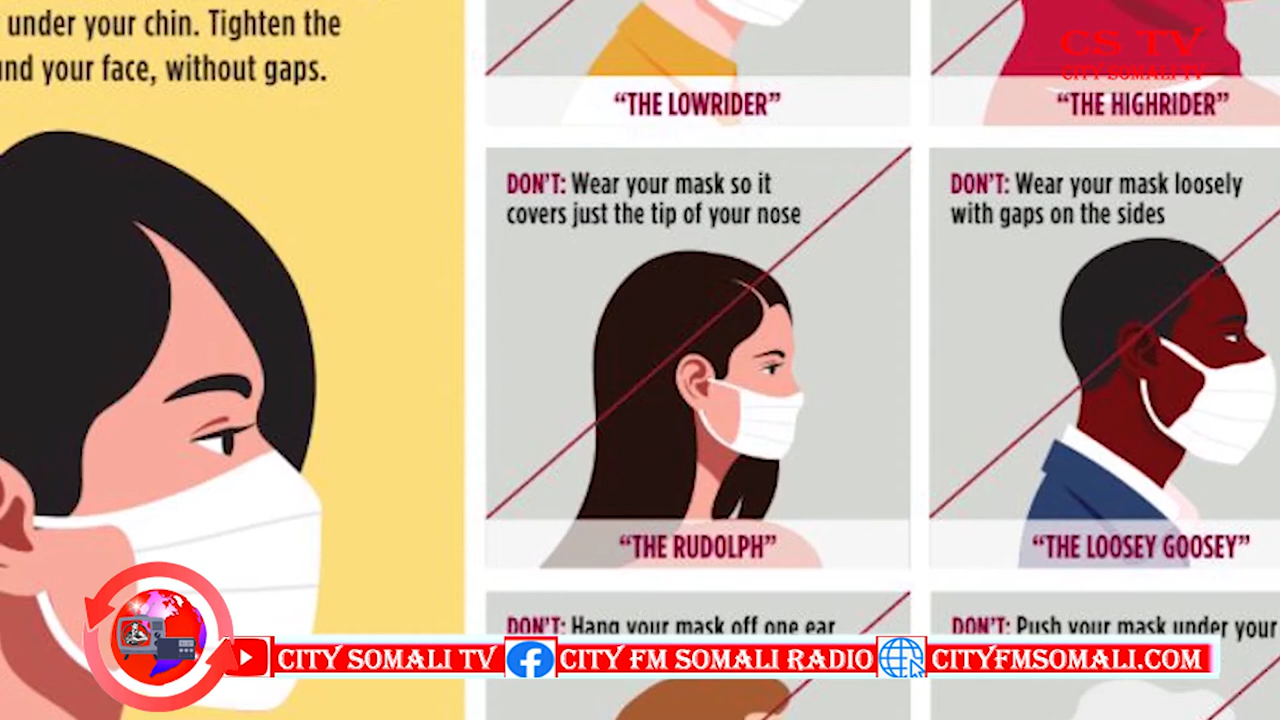 under your chin. Tighten the
und your face, without gaps.
“THE LOWRIDER”
CS TV
CITY SOMALI TV
“THE HIGHRIDER”
DON'T: Wear your mask so it
covers just the tip of your nose
“THE RUDOLPH”
DON'T: Wear your mask loosely
with gaps on the sides
“THE LOOSEY GOOSEY”
DON'T: Hang your mask off one ear
DON'T: Push your mask under your
CITY SOMALI TV
CITY FM SOMALI RADIO
CITYFMSOMALI.COM